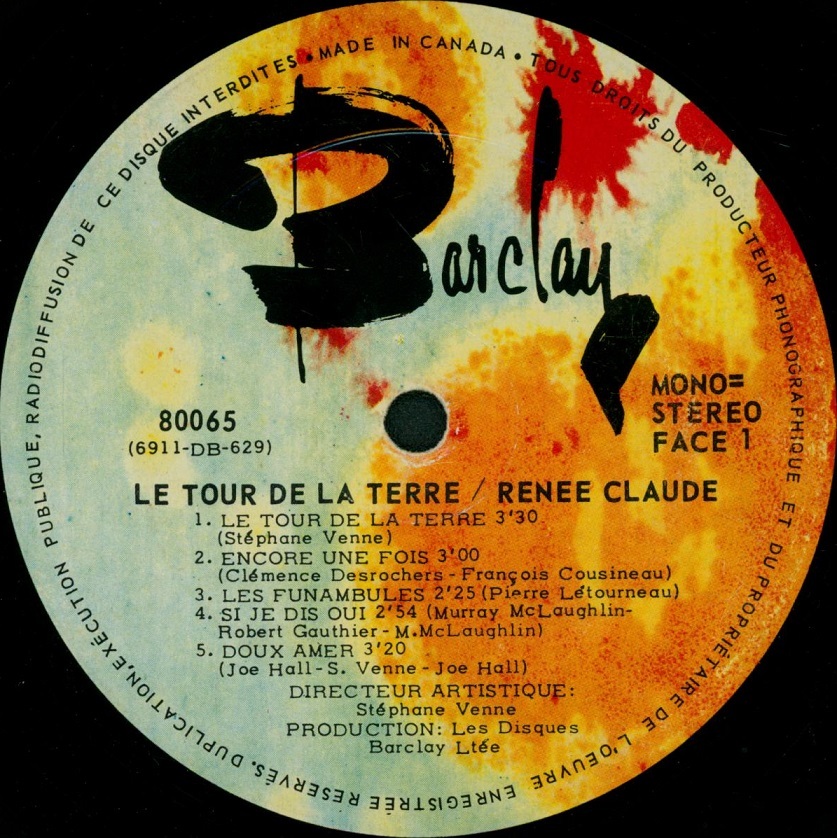 CE DISQUE INTERDITES • MADE IN CANADA • TOUS DROITS DU PRODUCTEUR PHONOGRAPHIQUE ET DU PROPRIÉTAIRE DE L'OEUVRE ENREGISTRÉE RÉSERVÉS, DUPLICATION, EXÉCUTION PUBLIQUE, RADIODIFFUSION DE
Barclay
MONO=
STÉRÉO
FACE 1
80065
(6911-DB-629)
LE TOUR DE LA TERRE / RENEE CLAUDE
1. LE TOUR DE LA TERRE 3'30
(Stéphane Venne)
2. ENCORE UNE FOIS 3'00
(Clémence Desrochers - François Cousineau)
3. LES FUNAMBULES 2'25 (Pierre Létourneau)
4. SI JE DIS OUI 2'54 (Murray McLaughlin-
Robert Gauthier - M.McLaughlin)
5. DOUX AMER 3'20
(Joe Hall-S. Venne - Joe Hall)
DIRECTEUR ARTISTIQUE:
Stéphane Venne
PRODUCTION: Les Disques
Barclay Ltée